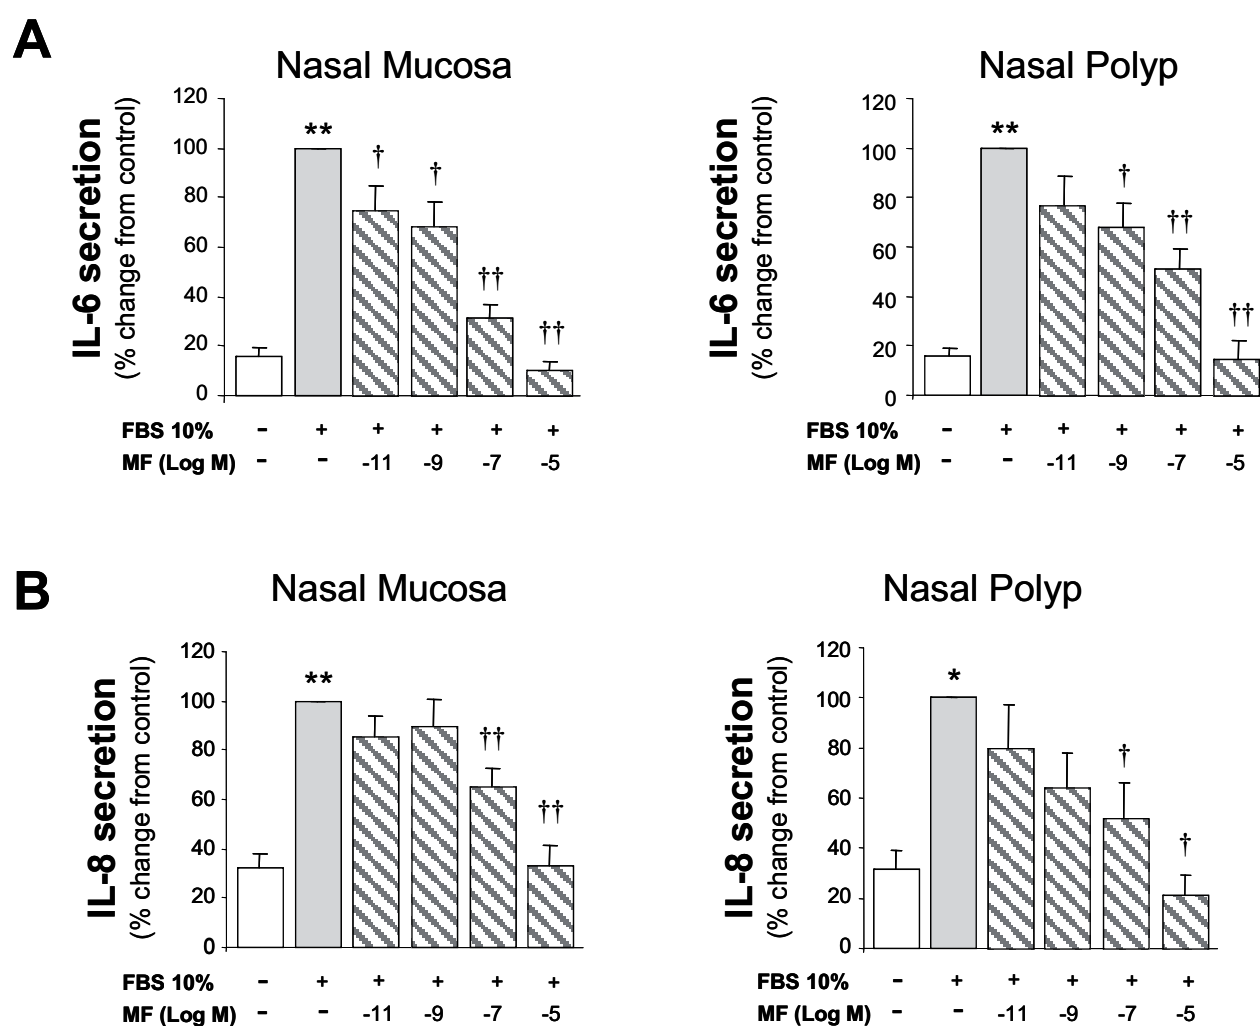 A
Nasal Mucosa
IL-6 secretion
(% change from control)
120
100
80
60
40
20
0
**
†
†
††
††
FBS 10% - + + + + +
MF (Log M) - - -11 -9 -7 -5
Nasal Polyp
IL-6 secretion
(% change from control)
120
100
80
60
40
20
0
**
†
††
††
FBS 10% - + + + + +
MF (Log M) - - -11 -9 -7 -5
B
Nasal Mucosa
IL-8 secretion
(% change from control)
120
100
80
60
40
20
0
**
††
††
FBS 10% - + + + + +
MF (Log M) - - -11 -9 -7 -5
Nasal Polyp
IL-8 secretion
(% change from control)
120
100
80
60
40
20
0
*
†
†
FBS 10% - + + + + +
MF (Log M) - - -11 -9 -7 -5